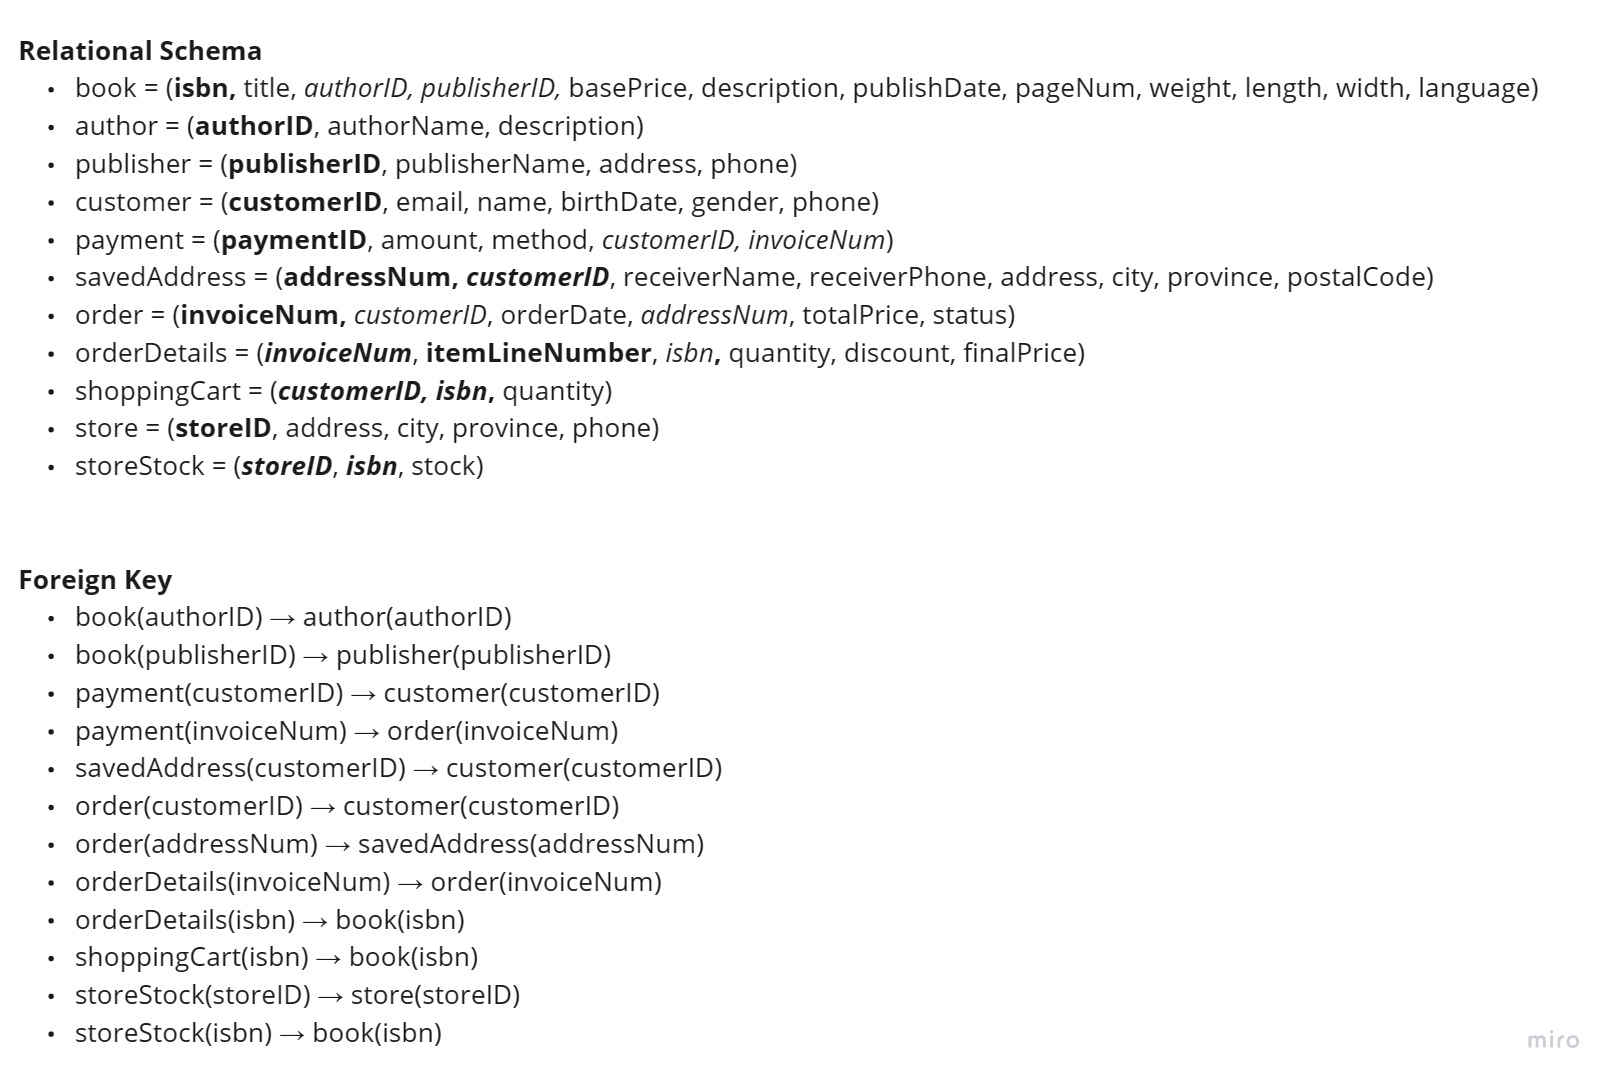 Relational Schema
• book = (isbn, title, authorID, publisherID, basePrice, description, publishDate, pageNum, weight, length, width, language)
• author = (authorID, authorName, description)
• publisher = (publisherID, publisherName, address, phone)
• customer = (customerID, email, name, birthDate, gender, phone)
• payment = (paymentID, amount, method, customerID, invoiceNum)
• savedAddress = (addressNum, customerID, receiverName, receiverPhone, address, city, province, postalCode)
• order = (invoiceNum, customerID, orderDate, addressNum, totalPrice, status)
• orderDetails = (invoiceNum, itemLineNumber, isbn, quantity, discount, finalPrice)
• shoppingCart = (customerID, isbn, quantity)
• store = (storeID, address, city, province, phone)
• storeStock = (storeID, isbn, stock)
Foreign Key
• book(authorID) → author(authorID)
• book(publisherID) → publisher(publisherID)
• payment(customerID) → customer(customerID)
• payment(invoiceNum) → order(invoiceNum)
• savedAddress(customerID) → customer(customerID)
• order(customerID) → customer(customerID)
• order(addressNum) → savedAddress(addressNum)
• orderDetails(invoiceNum) → order(invoiceNum)
• orderDetails(isbn) → book(isbn)
• shoppingCart(isbn) → book(isbn)
• storeStock(storeID) → store(storeID)
• storeStock(isbn) → book(isbn)
miro